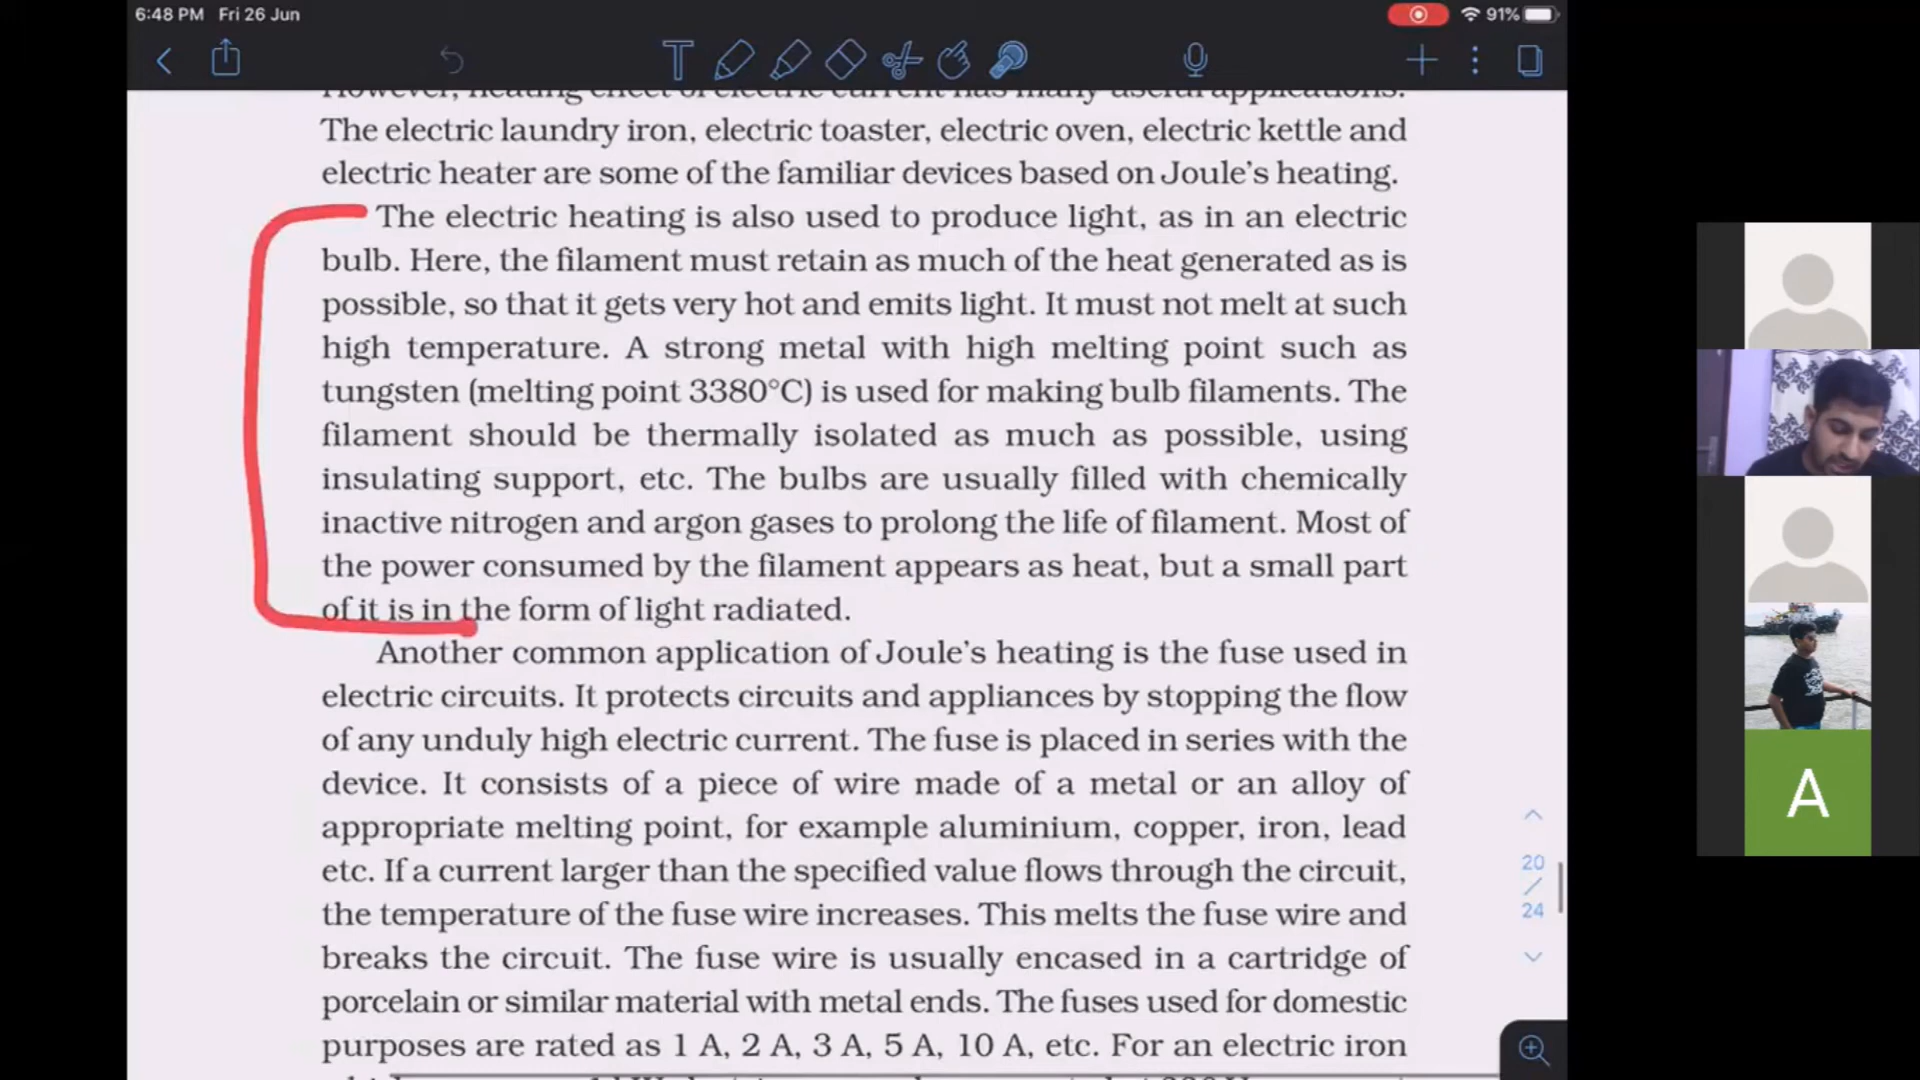 6:48 PM Fri 26 Jun
91%
However, heating effect of electric current has many useful applications.
The electric laundry iron, electric toaster, electric oven, electric kettle and
electric heater are some of the familiar devices based on Joule's heating.
The electric heating is also used to produce light, as in an electric
bulb. Here, the filament must retain as much of the heat generated as is
possible, so that it gets very hot and emits light. It must not melt at such
high temperature. A strong metal with high melting point such as
tungsten (melting point 3380°C) is used for making bulb filaments. The
filament should be thermally isolated as much as possible, using
insulating support, etc. The bulbs are usually filled with chemically
inactive nitrogen and argon gases to prolong the life of filament. Most of
the power consumed by the filament appears as heat, but a small part
of it is in the form of light radiated.
Another common application of Joule's heating is the fuse used in
electric circuits. It protects circuits and appliances by stopping the flow
of any unduly high electric current. The fuse is placed in series with the
device. It consists of a piece of wire made of a metal or an alloy of
appropriate melting point, for example aluminium, copper, iron, lead
etc. If a current larger than the specified value flows through the circuit,
the temperature of the fuse wire increases. This melts the fuse wire and
breaks the circuit. The fuse wire is usually encased in a cartridge of
porcelain or similar material with metal ends. The fuses used for domestic
purposes are rated as 1 A, 2 A, 3 A, 5 A, 10 A, etc. For an electric iron
20
/
24
A